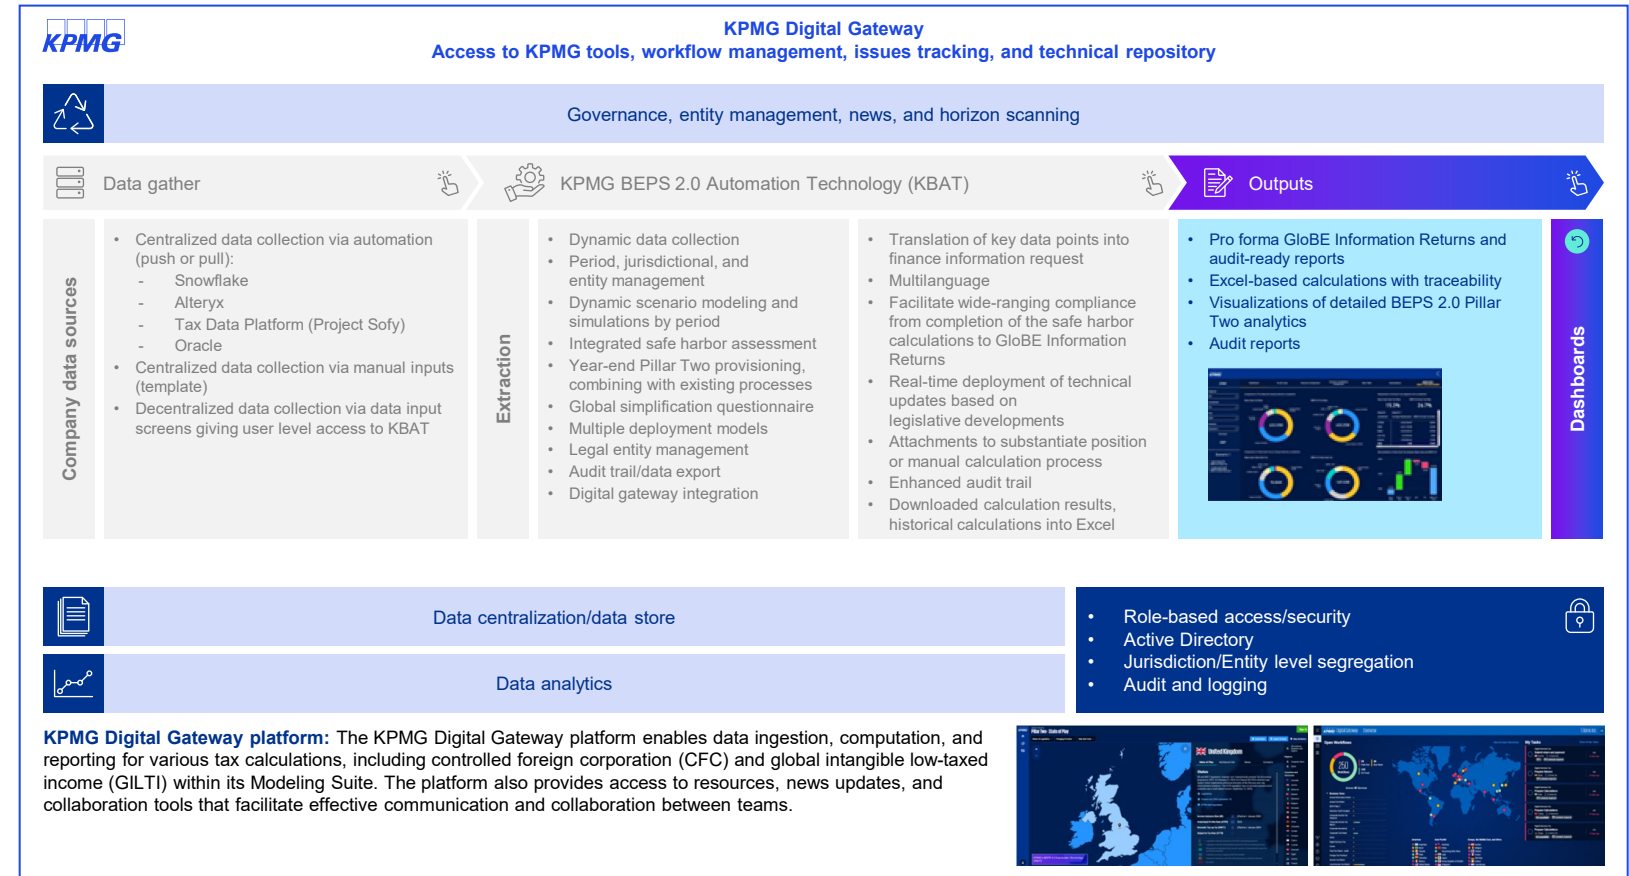 KPMG
KPMG Digital Gateway
Access to KPMG tools, workflow management, issues tracking, and technical repository
Governance, entity management, news, and horizon scanning
Data gather
KPMG BEPS 2.0 Automation Technology (KBAT)
Outputs
Company data sources
• Centralized data collection via automation
(push or pull):
- Snowflake
- Alteryx
- Tax Data Platform (Project Sofy)
- Oracle
• Centralized data collection via manual inputs
(template)
• Decentralized data collection via data input
screens giving user level access to KBAT
Extraction
• Dynamic data collection
• Period, jurisdictional, and
entity management
• Dynamic scenario modeling and
simulations by period
• Integrated safe harbor assessment
• Year-end Pillar Two provisioning,
combining with existing processes
• Global simplification questionnaire
• Multiple deployment models
• Legal entity management
• Audit trail/data export
• Digital gateway integration
• Translation of key data points into
finance information request
• Multilanguage
• Facilitate wide-ranging compliance
from completion of the safe harbor
calculations to GloBE Information
Returns
• Real-time deployment of technical
updates based on
legislative developments
• Attachments to substantiate position
or manual calculation process
• Enhanced audit trail
• Downloaded calculation results,
historical calculations into Excel
• Pro forma GloBE Information Returns and
audit-ready reports
• Excel-based calculations with traceability
• Visualizations of detailed BEPS 2.0 Pillar
Two analytics
• Audit reports
Dashboards
Data centralization/data store
Data analytics
• Role-based access/security
• Active Directory
• Jurisdiction/Entity level segregation
• Audit and logging
KPMG Digital Gateway platform: The KPMG Digital Gateway platform enables data ingestion, computation, and
reporting for various tax calculations, including controlled foreign corporation (CFC) and global intangible low-taxed
income (GILTI) within its Modeling Suite. The platform also provides access to resources, news updates, and
collaboration tools that facilitate effective communication and collaboration between teams.
Pillar Two - State of Play
United Kingdom
Open Workflows
250
My Tasks